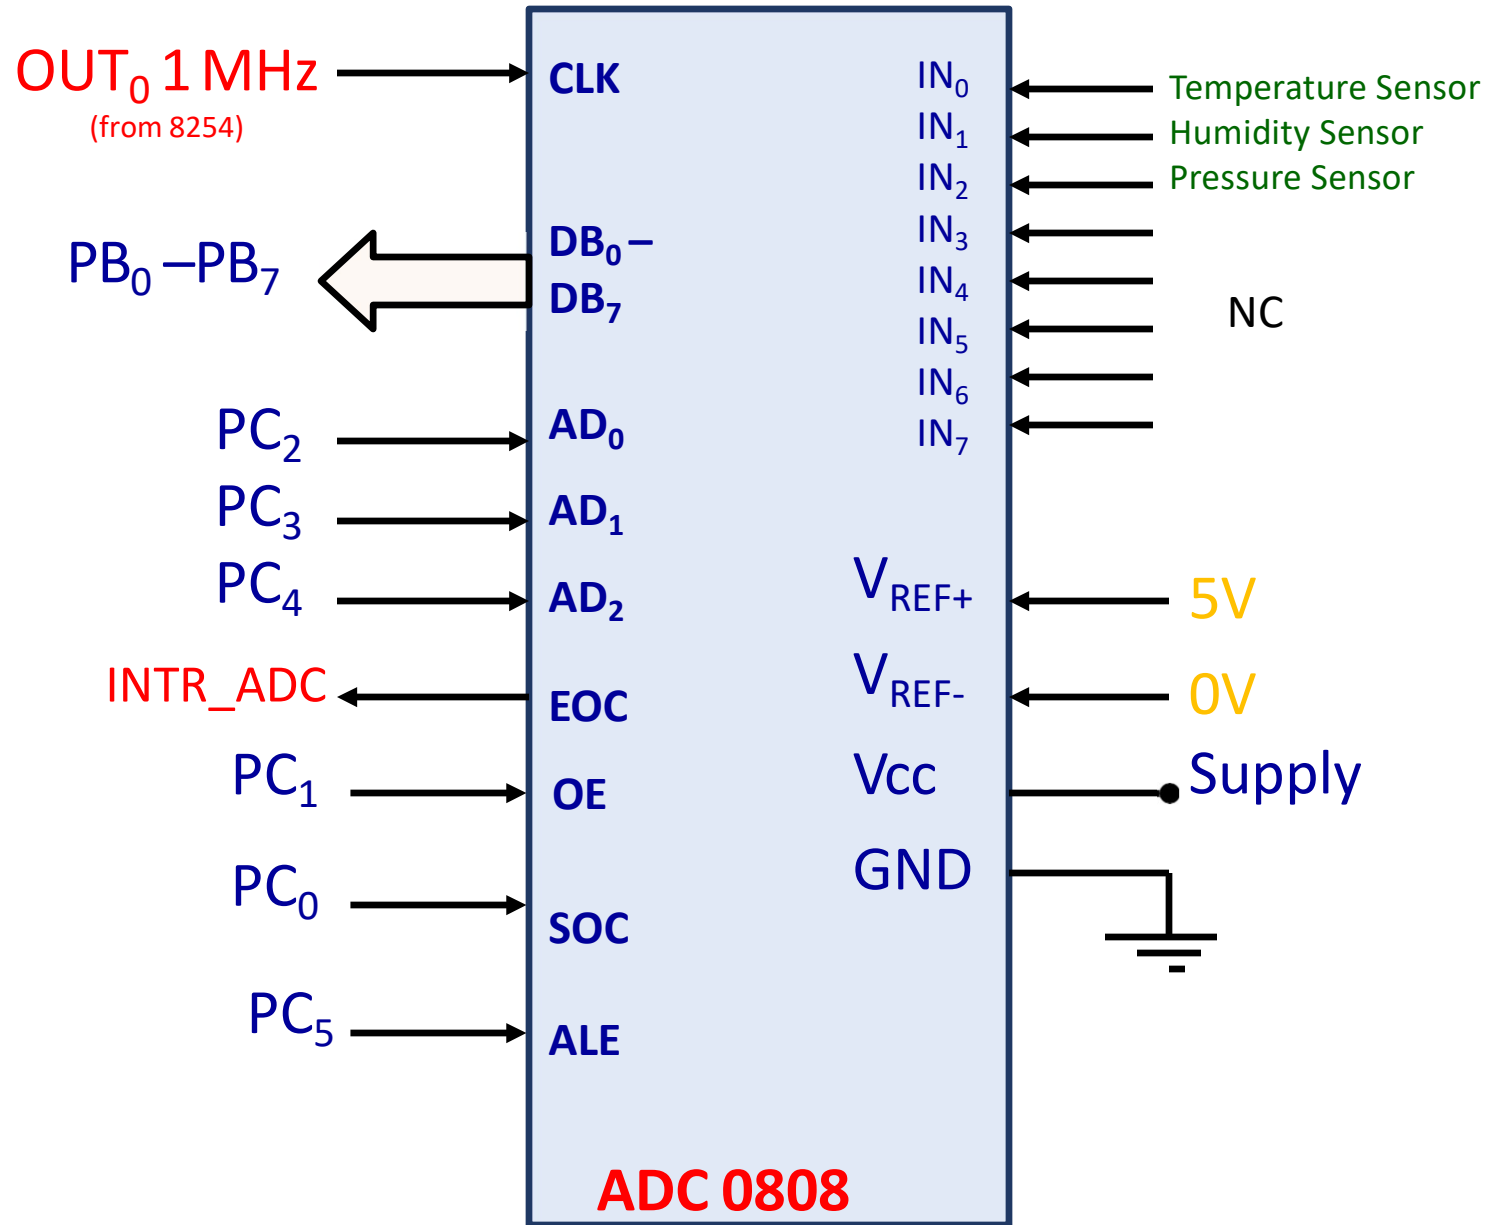 OUT₀ 1 MHz
(from 8254)
CLK
IN₀
Temperature Sensor
IN₁
Humidity Sensor
IN₂
Pressure Sensor
PB₀ –PB₇
DB₀ –
DB₇
IN₃
IN₄
IN₅
IN₆
IN₇
NC
PC₂
AD₀
PC₃
AD₁
PC₄
AD₂
V_REF+
5V
INTR_ADC
EOC
V_REF-
0V
PC₁
OE
Vcc
Supply
PC₀
SOC
GND
PC₅
ALE
ADC 0808